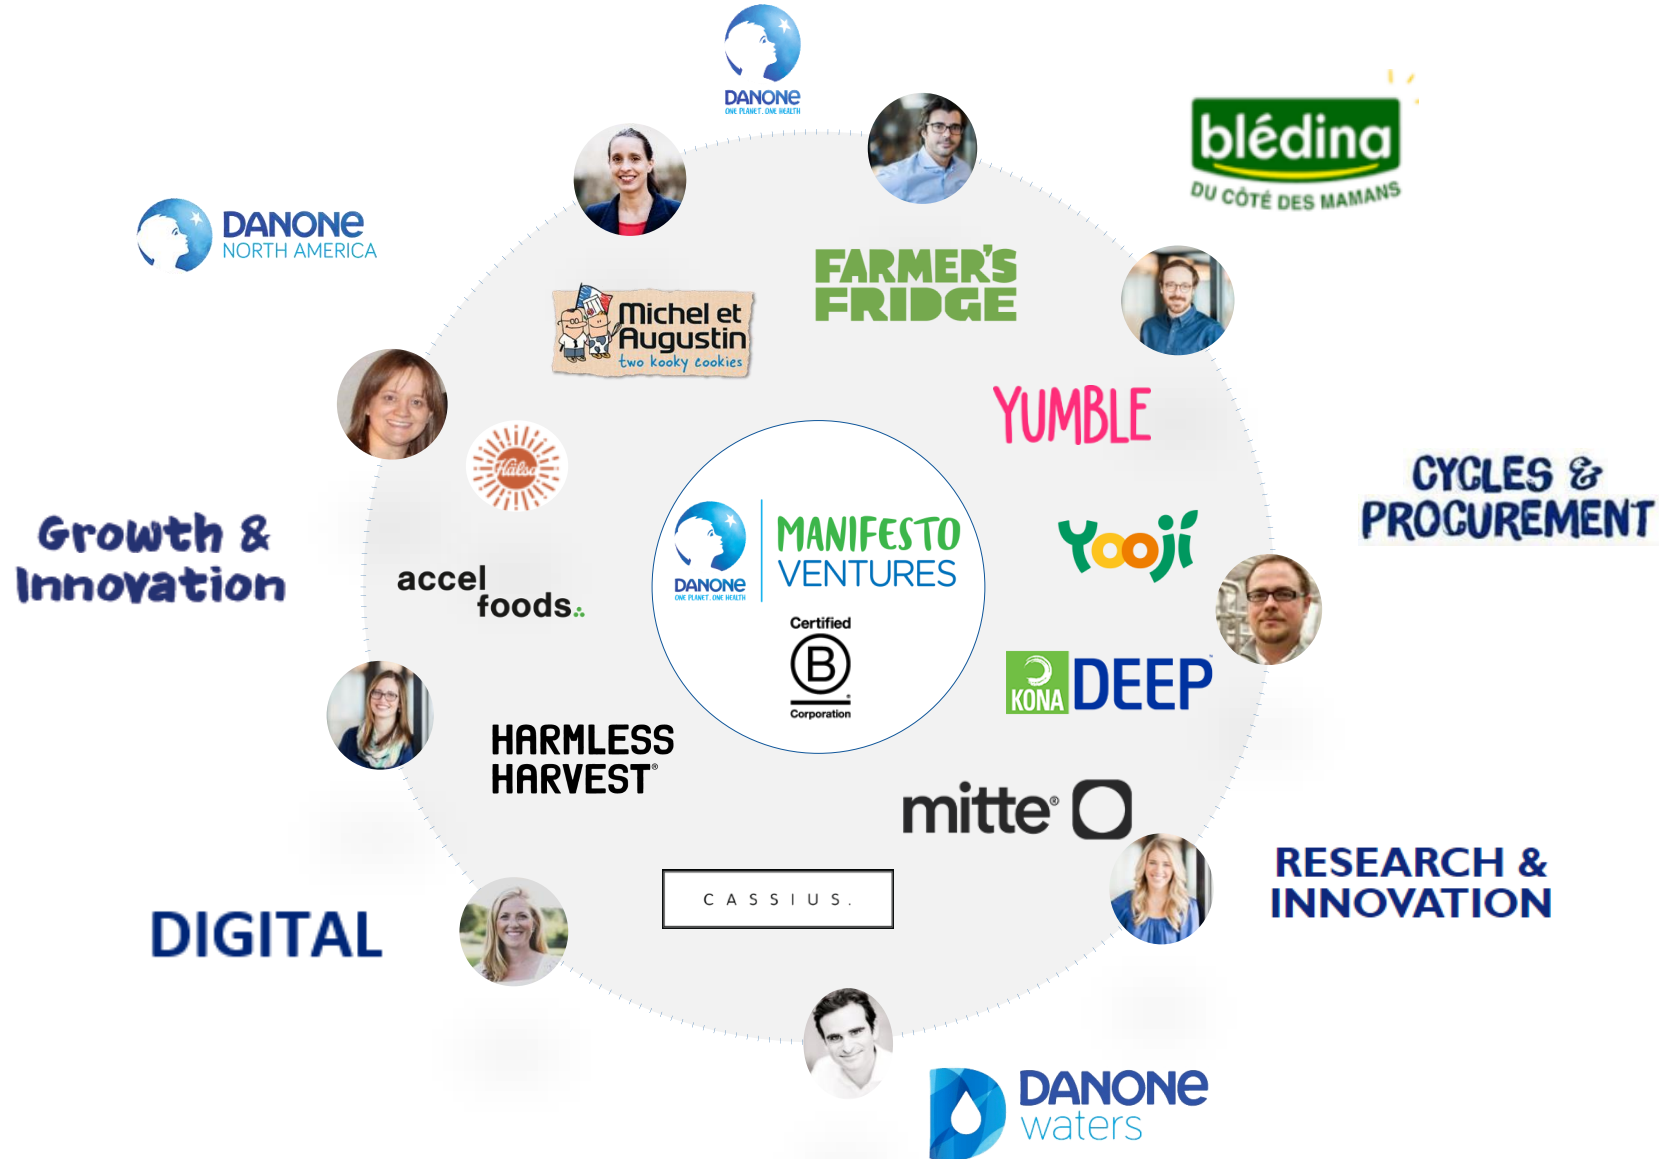 DANONE
ONE PLANET. ONE HEALTH
blédina
DU CÔTÉ DES MAMANS
DANONE
NORTH AMERICA
FARMER'S
FRIDGE
Michel et
Augustin
two kooky cookies
YUMBLE
Hälsa
CYCLES &
PROCUREMENT
Growth &
Innovation
MANIFESTO
VENTURES
DANONE
ONE PLANET. ONE HEALTH
Yooji
accel
foods
Certified
B
®
Corporation
KONA DEEP™
HARMLESS
HARVEST®
mitte®
RESEARCH &
INNOVATION
CASSIUS.
DIGITAL
DANONE
waters